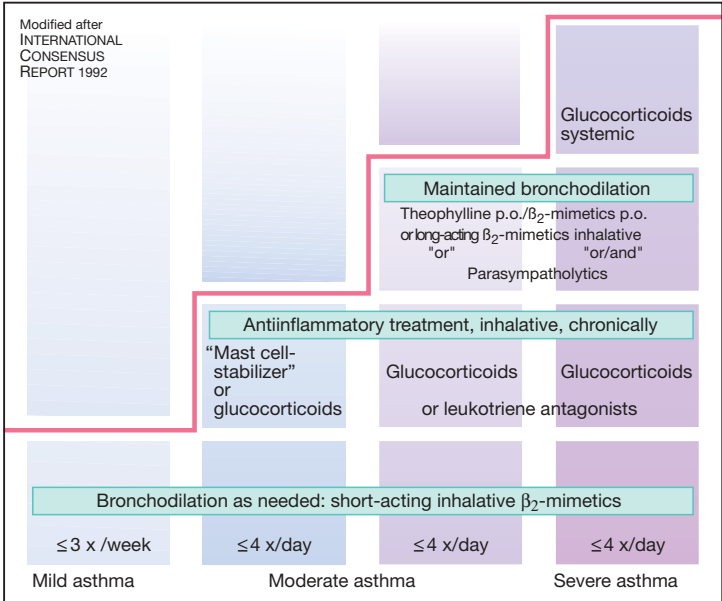 Modified after
INTERNATIONAL
CONSENSUS
REPORT 1992
Glucocorticoids
systemic
Maintained bronchodilation
Theophylline p.o./ß₂-mimetics p.o.
or long-acting ß₂-mimetics inhalative
"or" "or/and"
Parasympatholytics
Antiinflammatory treatment, inhalative, chronically
“Mast cell-
stabilizer”
or
glucocorticoids
Glucocorticoids Glucocorticoids
or leukotriene antagonists
Bronchodilation as needed: short-acting inhalative β₂-mimetics
≤ 3 x /week ≤ 4 x/day ≤ 4 x/day ≤ 4 x/day
Mild asthma Moderate asthma Severe asthma